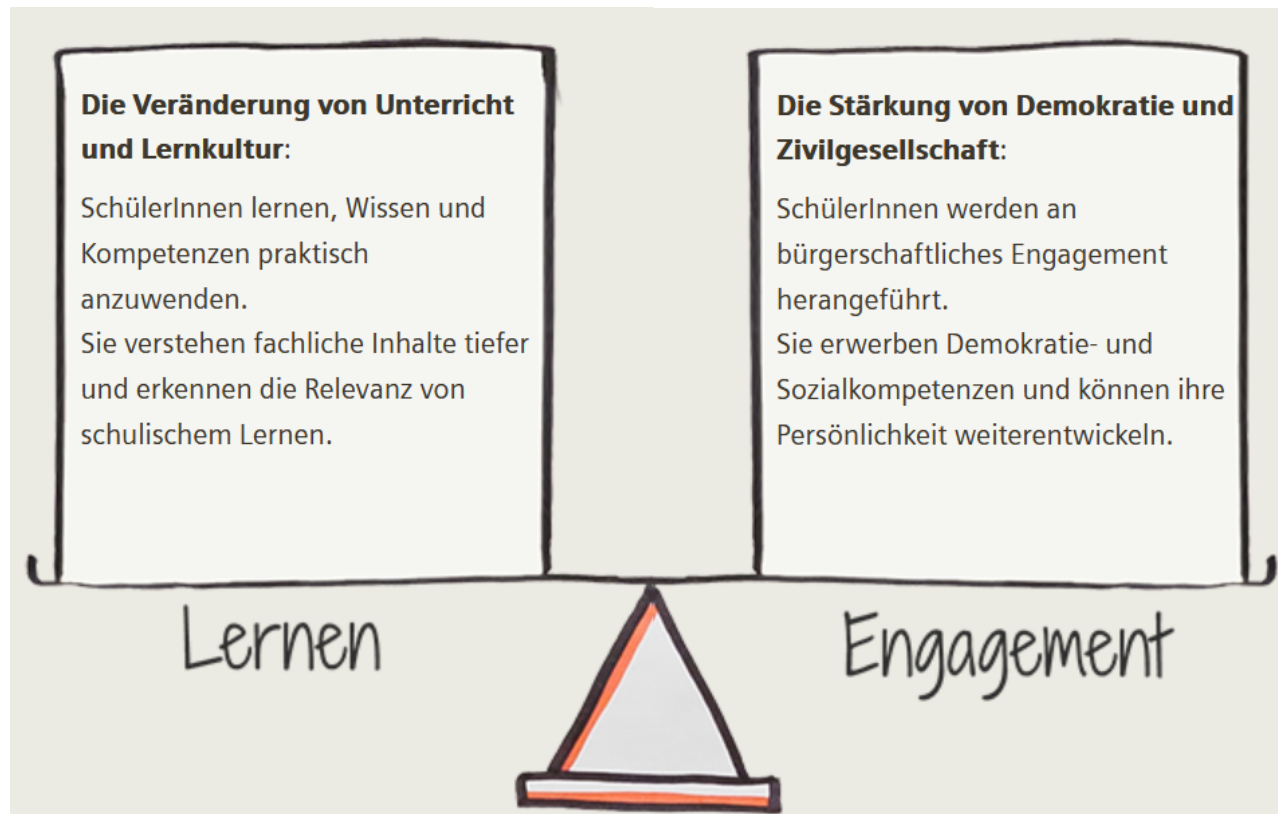 Die Veränderung von Unterricht
und Lernkultur:
SchülerInnen lernen, Wissen und
Kompetenzen praktisch
anzuwenden.
Sie verstehen fachliche Inhalte tiefer
und erkennen die Relevanz von
schulischem Lernen.
Lernen
Die Stärkung von Demokratie und
Zivilgesellschaft:
SchülerInnen werden an
bürgerschaftliches Engagement
herangeführt.
Sie erwerben Demokratie- und
Sozialkompetenzen und können ihre
Persönlichkeit weiterentwickeln.
Engagement